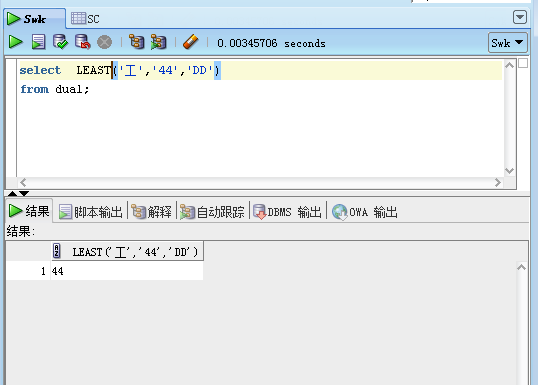 Swk SC
0.00345706 seconds Swk
select LEAST('工','44','DD')
from dual;
结果 脚本输出 解释 自动跟踪 DBMS 输出 OWA 输出
结果:
LEAST('工','44','DD')
1 44